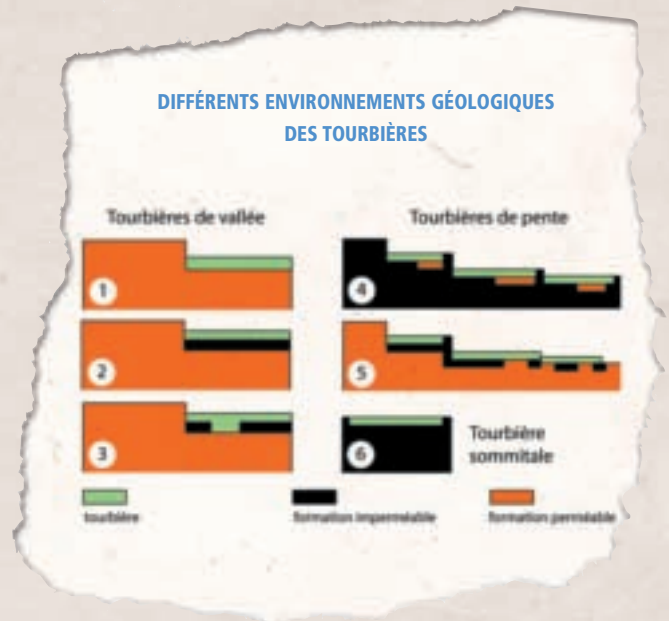 DIFFÉRENTS ENVIRONNEMENTS GÉOLOGIQUES
DES TOURBIÈRES
Tourbières de vallée
Tourbières de pente
1
4
2
5
3
6
Tourbière
sommitale
tourbière
formation imperméable
formation perméable